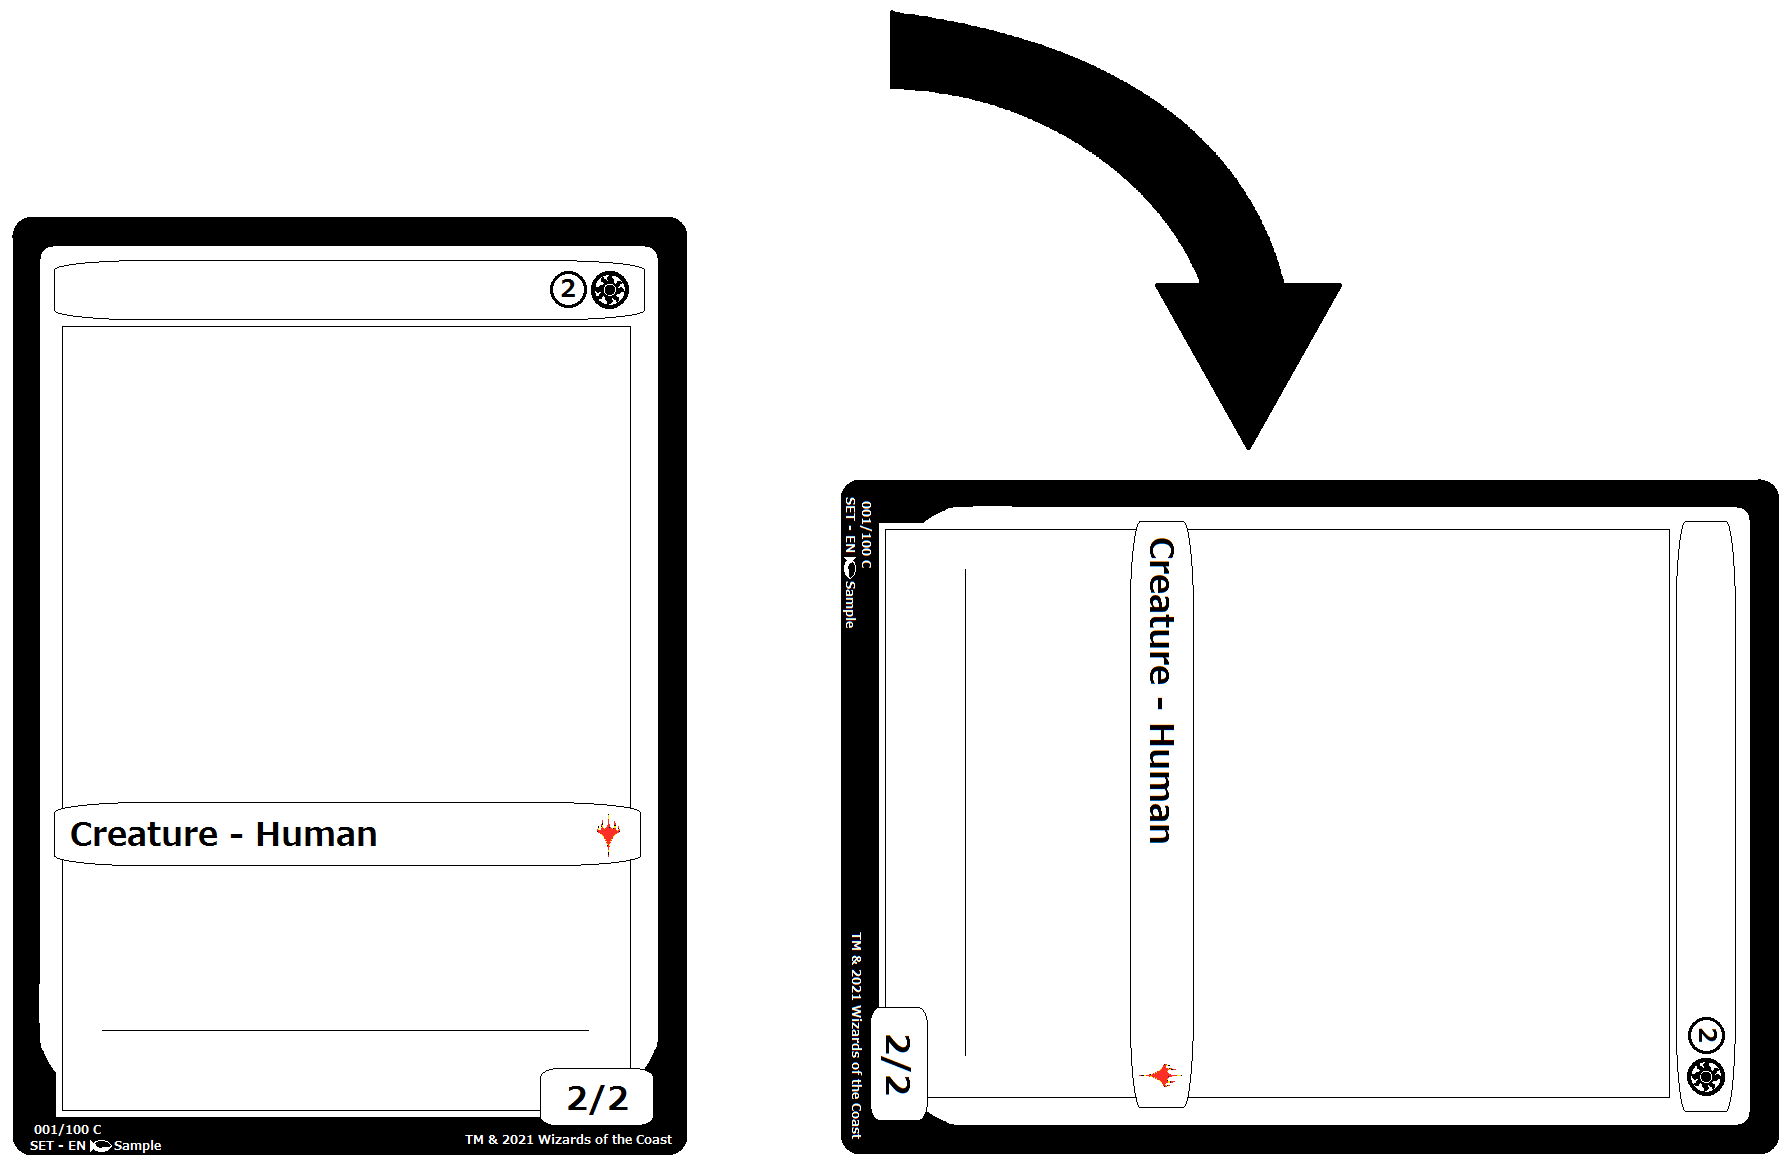 2
Creature - Human
2/2
001/100 C
SET - EN Sample
TM & 2021 Wizards of the Coast
001/100 C
SET - EN Sample
TM & 2021 Wizards of the Coast
2/2
Creature - Human
2